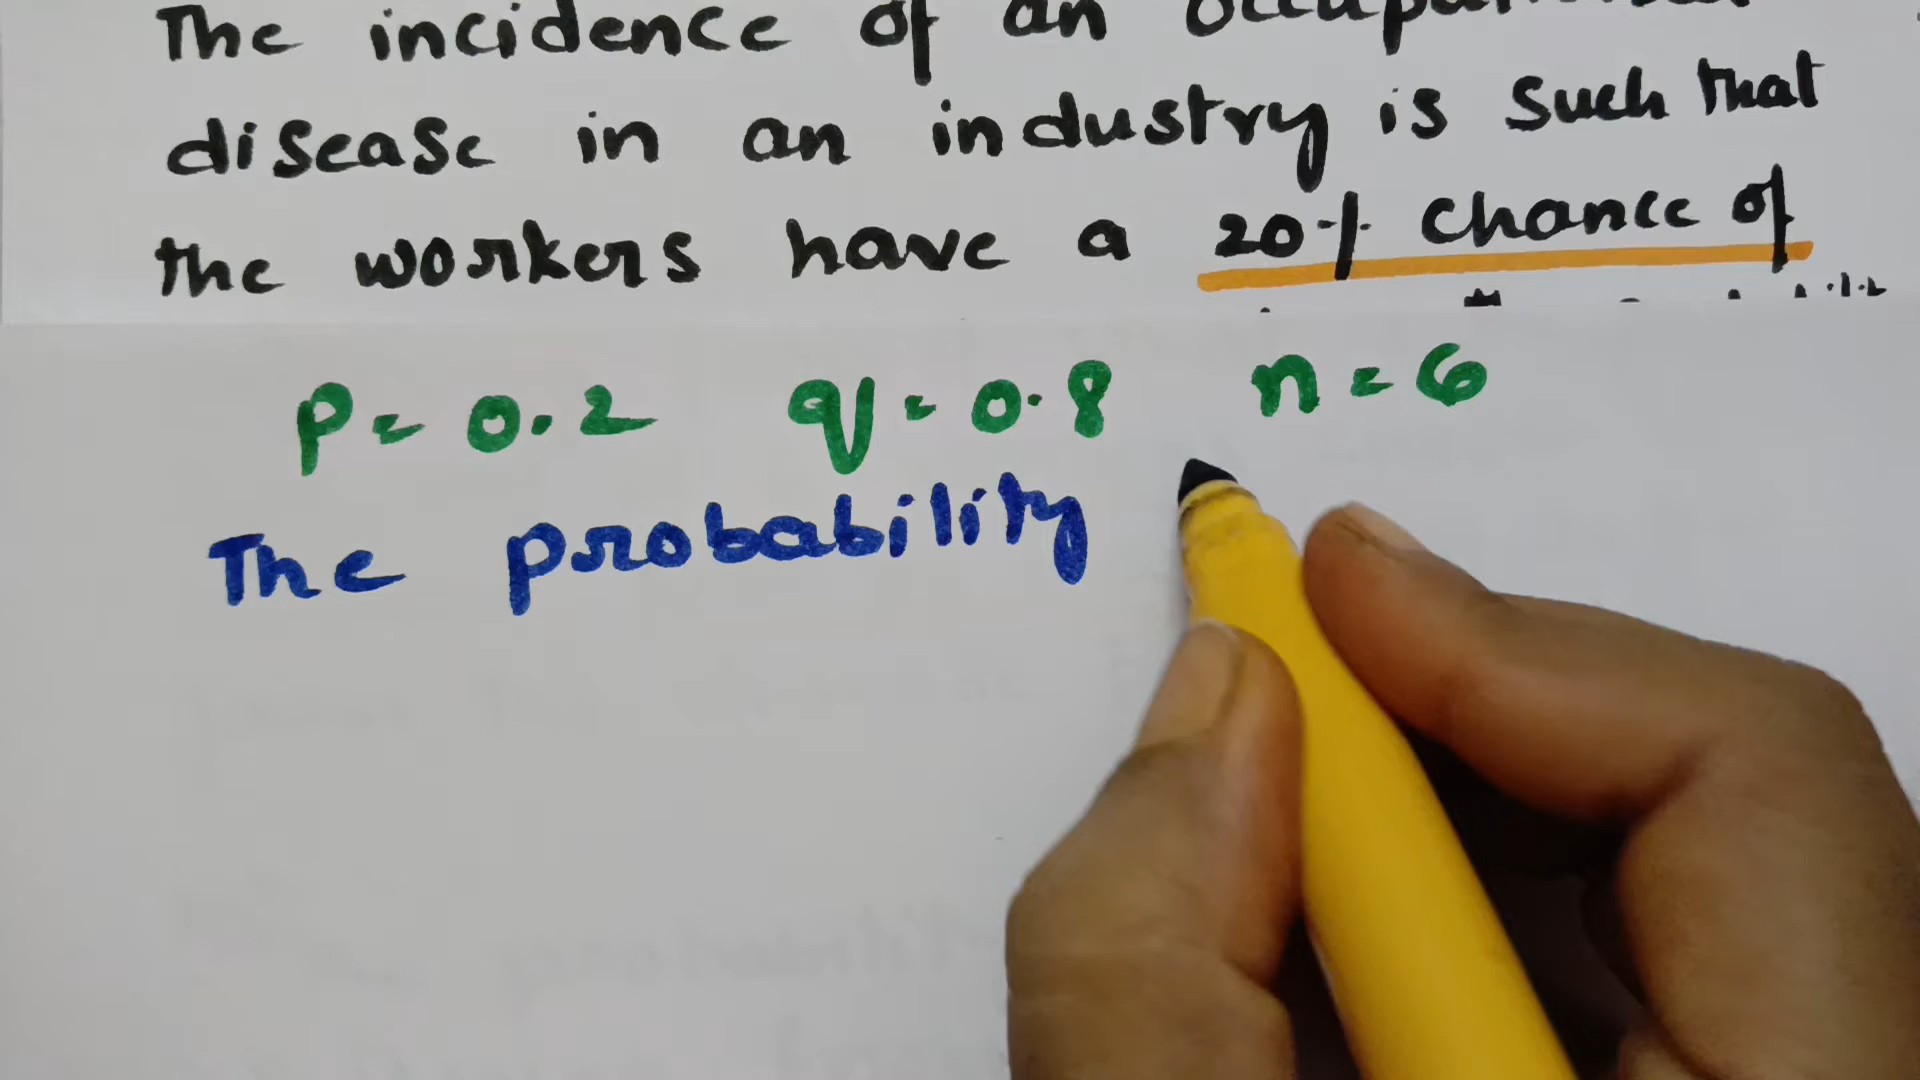 The incidence of an
disease in an industry is such that
the workers have a 20% chance of
p = 0.2 q = 0.8 n = 6
The probability